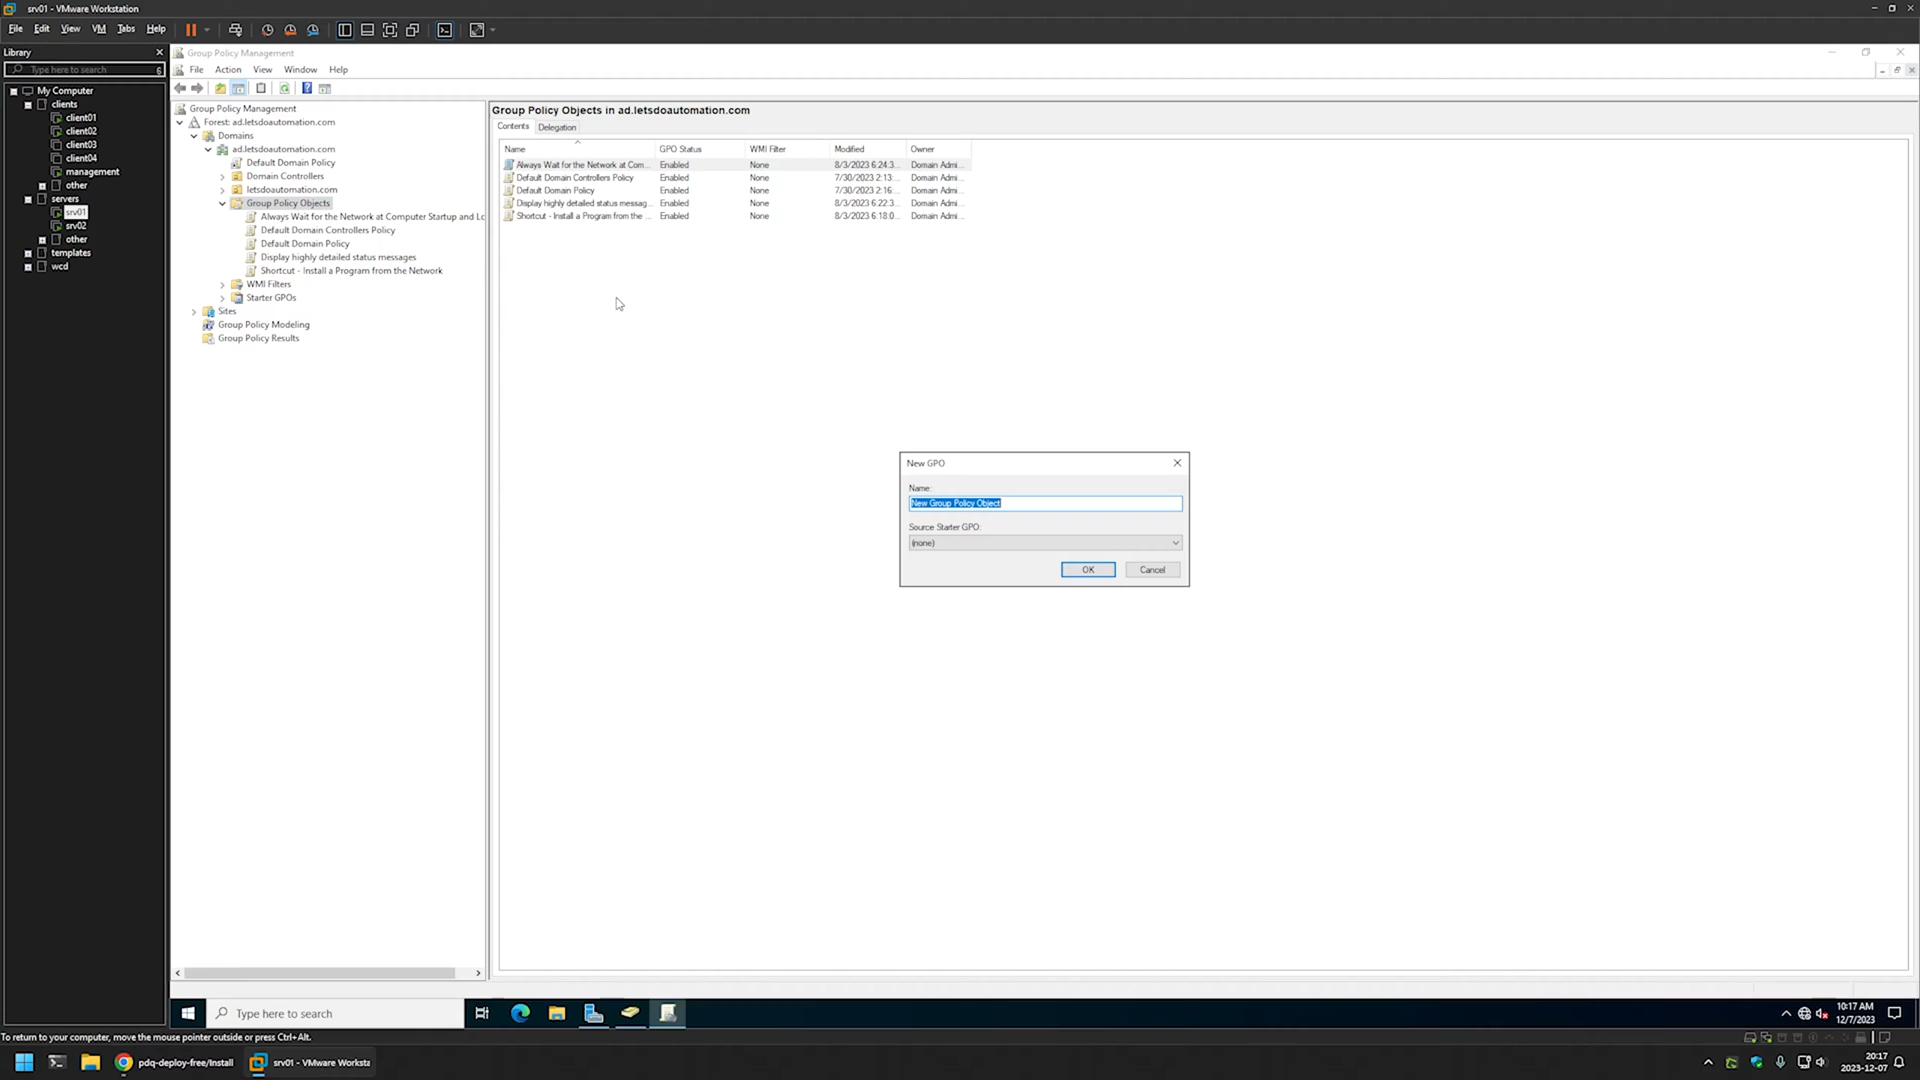 srv01 - VMware Workstation
File Edit View VM Tabs Help
Library
Type here to search
My Computer
clients
client01
client02
client03
client04
management
other
servers
srv01
srv02
other
templates
wcd
Group Policy Management
File Action View Window Help
Group Policy Management
Forest: ad.letsdoautomation.com
Domains
ad.letsdoautomation.com
Default Domain Policy
Domain Controllers
letsdoautomation.com
Group Policy Objects
Always Wait for the Network at Computer Startup and Lo
Default Domain Controllers Policy
Default Domain Policy
Display highly detailed status messages
Shortcut - Install a Program from the Network
WMI Filters
Starter GPOs
Sites
Group Policy Modeling
Group Policy Results
Group Policy Objects in ad.letsdoautomation.com
Contents Delegation
Name GPO Status WMI Filter Modified Owner
Always Wait for the Network at Com... Enabled None 8/3/2023 6:24:3... Domain Admi...
Default Domain Controllers Policy Enabled None 7/30/2023 2:13:... Domain Admi...
Default Domain Policy Enabled None 7/30/2023 2:16:... Domain Admi...
Display highly detailed status messag... Enabled None 8/3/2023 6:22:3... Domain Admi...
Shortcut - Install a Program from the ... Enabled None 8/3/2023 6:18:0... Domain Admi...
New GPO
Name:
New Group Policy Object
Source Starter GPO:
(none)
OK Cancel
Type here to search
10:17 AM
12/7/2023
To return to your computer, move the mouse pointer outside or press Ctrl+Alt.
pdq-deploy-free/Install
srv01 - VMware Worksta
20:17
2023-12-07